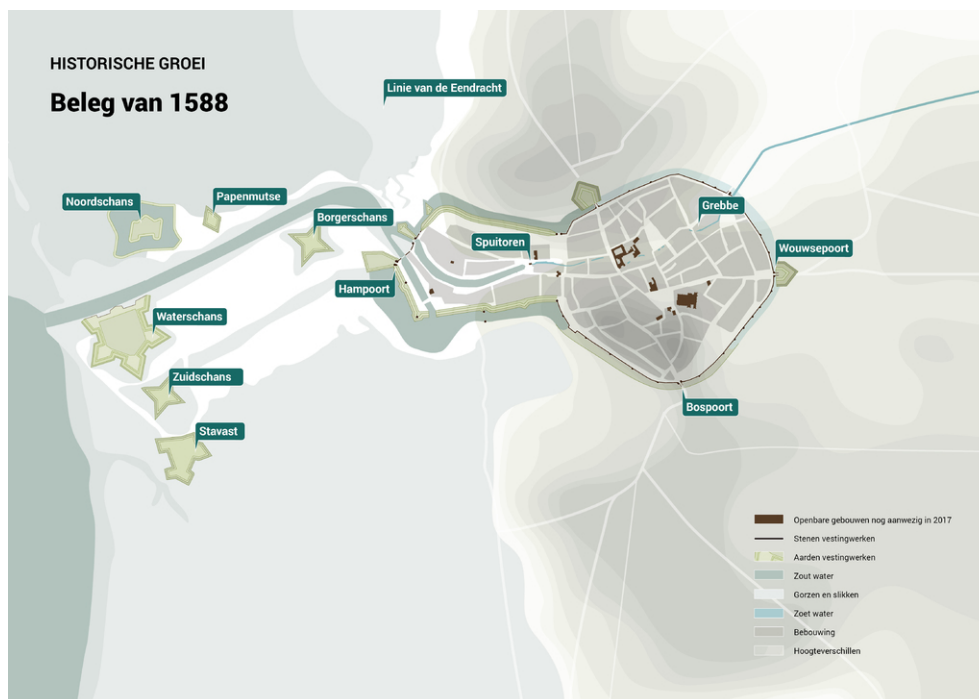 HISTORISCHE GROEI
Beleg van 1588
Linie van de Eendracht
Noordschans
Papenmutse
Borgerschans
Grebbe
Spuitoren
Wouwsepoort
Hampoort
Waterschans
Zuidschans
Bospoort
Stavast
Openbare gebouwen nog aanwezig in 2017
Stenen vestingwerken
Aarden vestingwerken
Zout water
Gorzen en slikken
Zoet water
Bebouwing
Hoogteverschillen